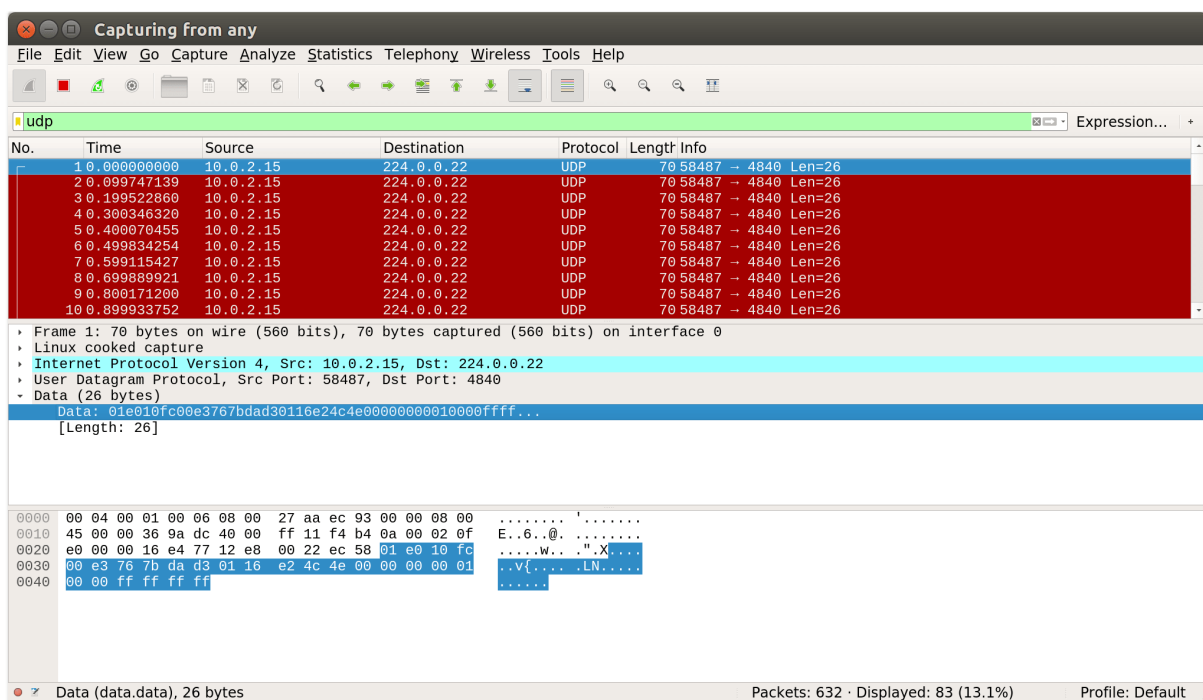 Capturing from any
File Edit View Go Capture Analyze Statistics Telephony Wireless Tools Help
udp Expression... +
No. Time Source Destination Protocol Length Info
1 0.000000000 10.0.2.15 224.0.0.22 UDP 70 58487 → 4840 Len=26
2 0.099747139 10.0.2.15 224.0.0.22 UDP 70 58487 → 4840 Len=26
3 0.199522860 10.0.2.15 224.0.0.22 UDP 70 58487 → 4840 Len=26
4 0.300346320 10.0.2.15 224.0.0.22 UDP 70 58487 → 4840 Len=26
5 0.400070455 10.0.2.15 224.0.0.22 UDP 70 58487 → 4840 Len=26
6 0.499834254 10.0.2.15 224.0.0.22 UDP 70 58487 → 4840 Len=26
7 0.599115427 10.0.2.15 224.0.0.22 UDP 70 58487 → 4840 Len=26
8 0.699889921 10.0.2.15 224.0.0.22 UDP 70 58487 → 4840 Len=26
9 0.800171200 10.0.2.15 224.0.0.22 UDP 70 58487 → 4840 Len=26
10 0.899933752 10.0.2.15 224.0.0.22 UDP 70 58487 → 4840 Len=26
Frame 1: 70 bytes on wire (560 bits), 70 bytes captured (560 bits) on interface 0
Linux cooked capture
Internet Protocol Version 4, Src: 10.0.2.15, Dst: 224.0.0.22
User Datagram Protocol, Src Port: 58487, Dst Port: 4840
Data (26 bytes)
Data: 01e010fc00e3767bdad30116e24c4e00000000010000ffff...
[Length: 26]
0000 00 04 00 01 00 06 08 00 27 aa ec 93 00 00 08 00 ........ '.......
0010 45 00 00 36 9a dc 40 00 ff 11 f4 b4 0a 00 02 0f E..6..@. ........
0020 e0 00 00 16 e4 77 12 e8 00 22 ec 58 01 e0 10 fc .....w.. .".X....
0030 00 e3 76 7b da d3 01 16 e2 4c 4e 00 00 00 00 01 ..v{.... .LN.....
0040 00 00 ff ff ff ff ......
Data (data.data), 26 bytes Packets: 632 · Displayed: 83 (13.1%) Profile: Default